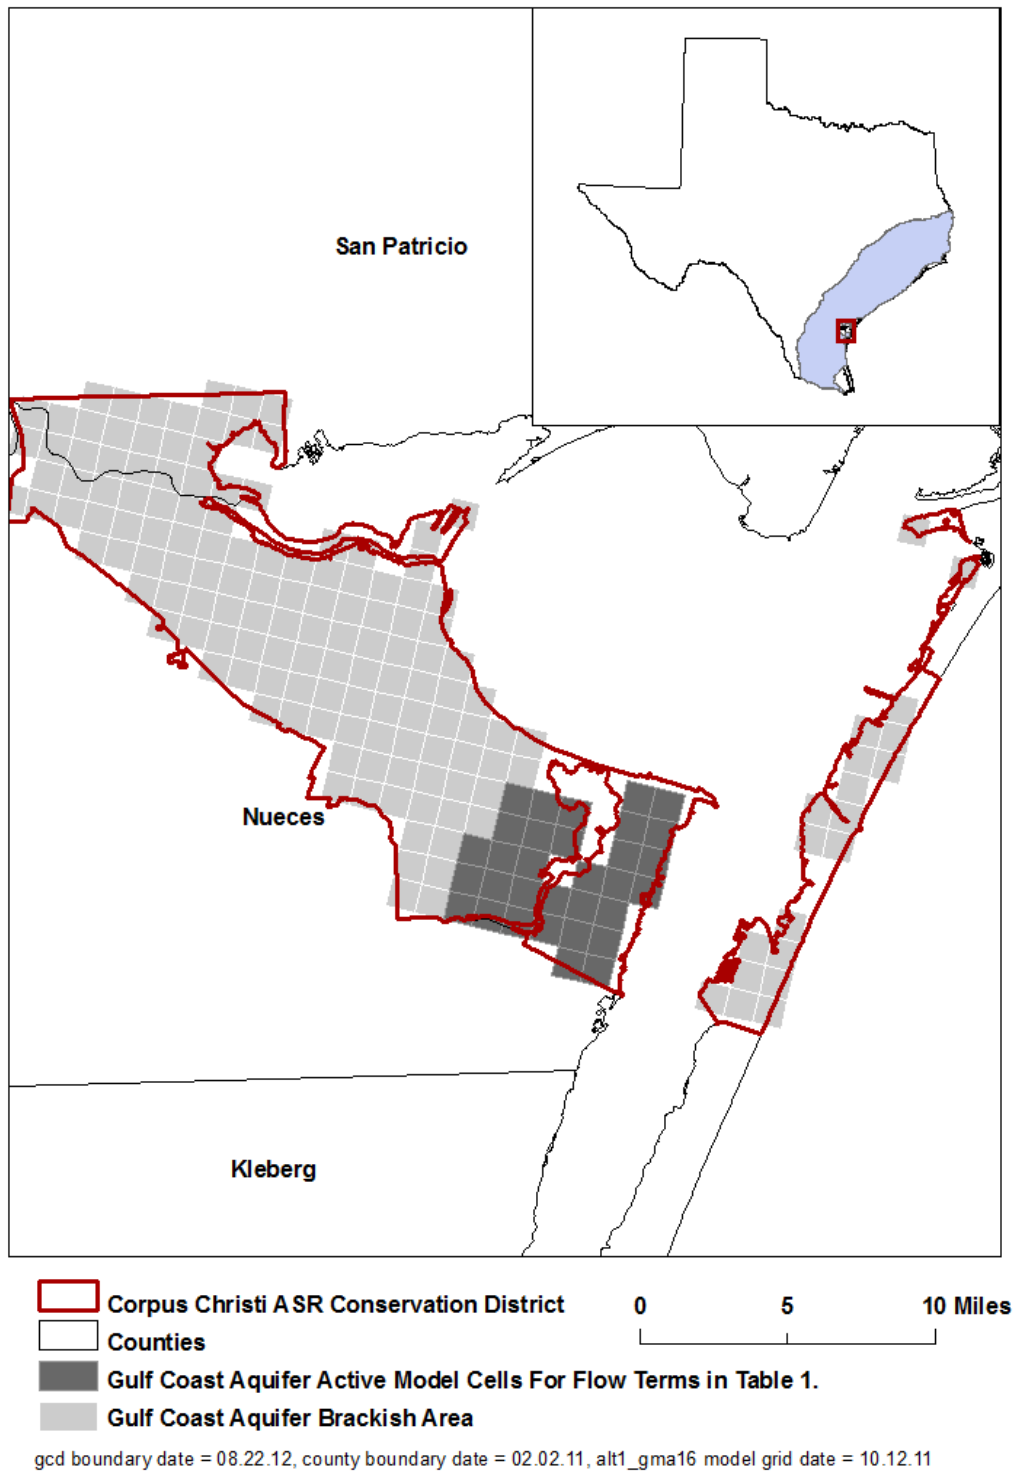 San Patricio
Nueces
Kleberg
Corpus Christi ASR Conservation District
0 5 10 Miles
Counties
Gulf Coast Aquifer Active Model Cells For Flow Terms in Table 1.
Gulf Coast Aquifer Brackish Area
gcd boundary date = 08.22.12, county boundary date = 02.02.11, alt1_gma16 model grid date = 10.12.11